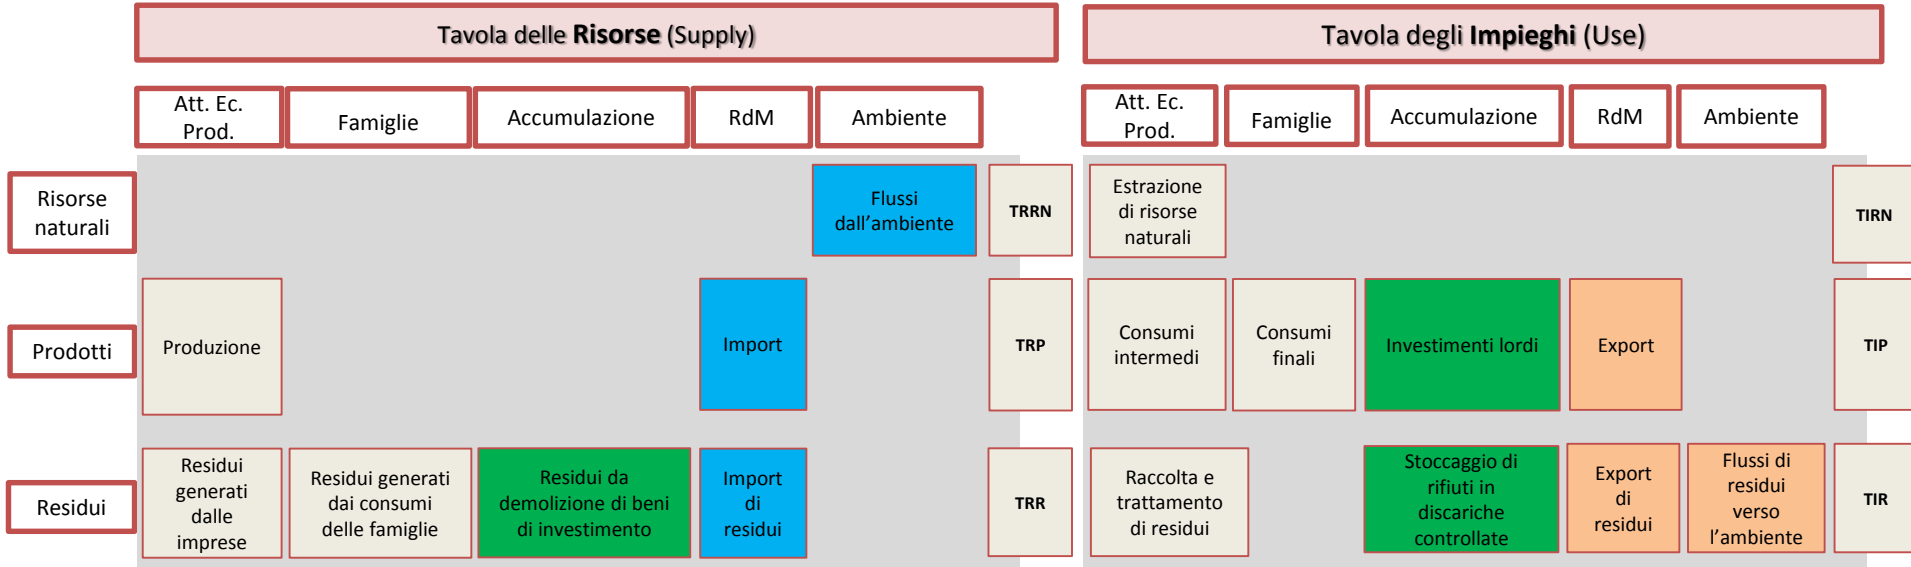 Tavola delle Risorse (Supply)
Tavola degli Impieghi (Use)
Att. Ec.
Prod.
Famiglie
Accumulazione
RdM
Ambiente
Att. Ec.
Prod.
Famiglie
Accumulazione
RdM
Ambiente
Risorse
naturali
Flussi
dall’ambiente
TRRN
Estrazione
di risorse
naturali
TIRN
Prodotti
Produzione
Import
TRP
Consumi
intermedi
Consumi
finali
Investimenti lordi
Export
TIP
Residui
Residui
generati
dalle
imprese
Residui generati
dai consumi
delle famiglie
Residui da
demolizione di beni
di investimento
Import
di
residui
TRR
Raccolta e
trattamento
di residui
Stoccaggio di
rifiuti in
discariche
controllate
Export
di
residui
Flussi di
residui
verso
l’ambiente
TIR